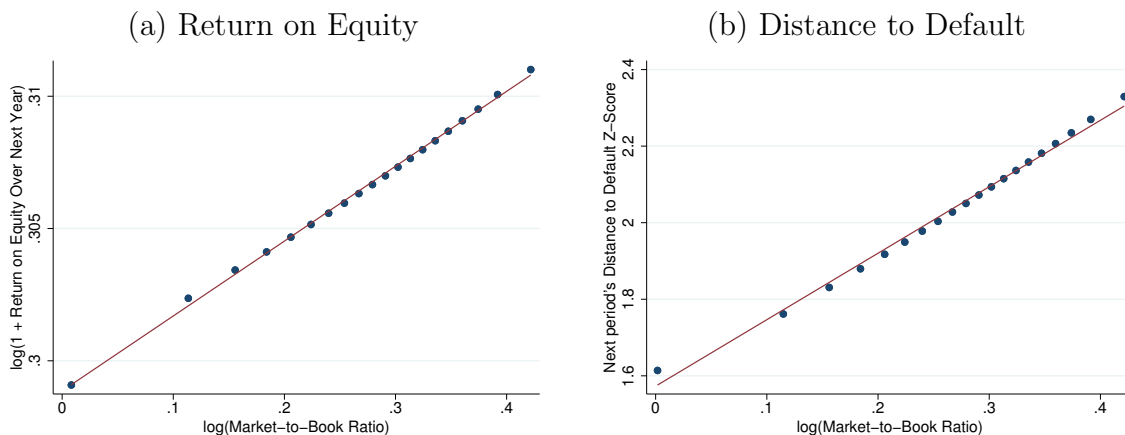 (a) Return on Equity
log(1 + Return on Equity Over Next Year)
.31
.305
.3
0 .1 .2 .3 .4
log(Market-to-Book Ratio)
(b) Distance to Default
Next period's Distance to Default Z-Score
2.4
2.2
2
1.8
1.6
0 .1 .2 .3 .4
log(Market-to-Book Ratio)